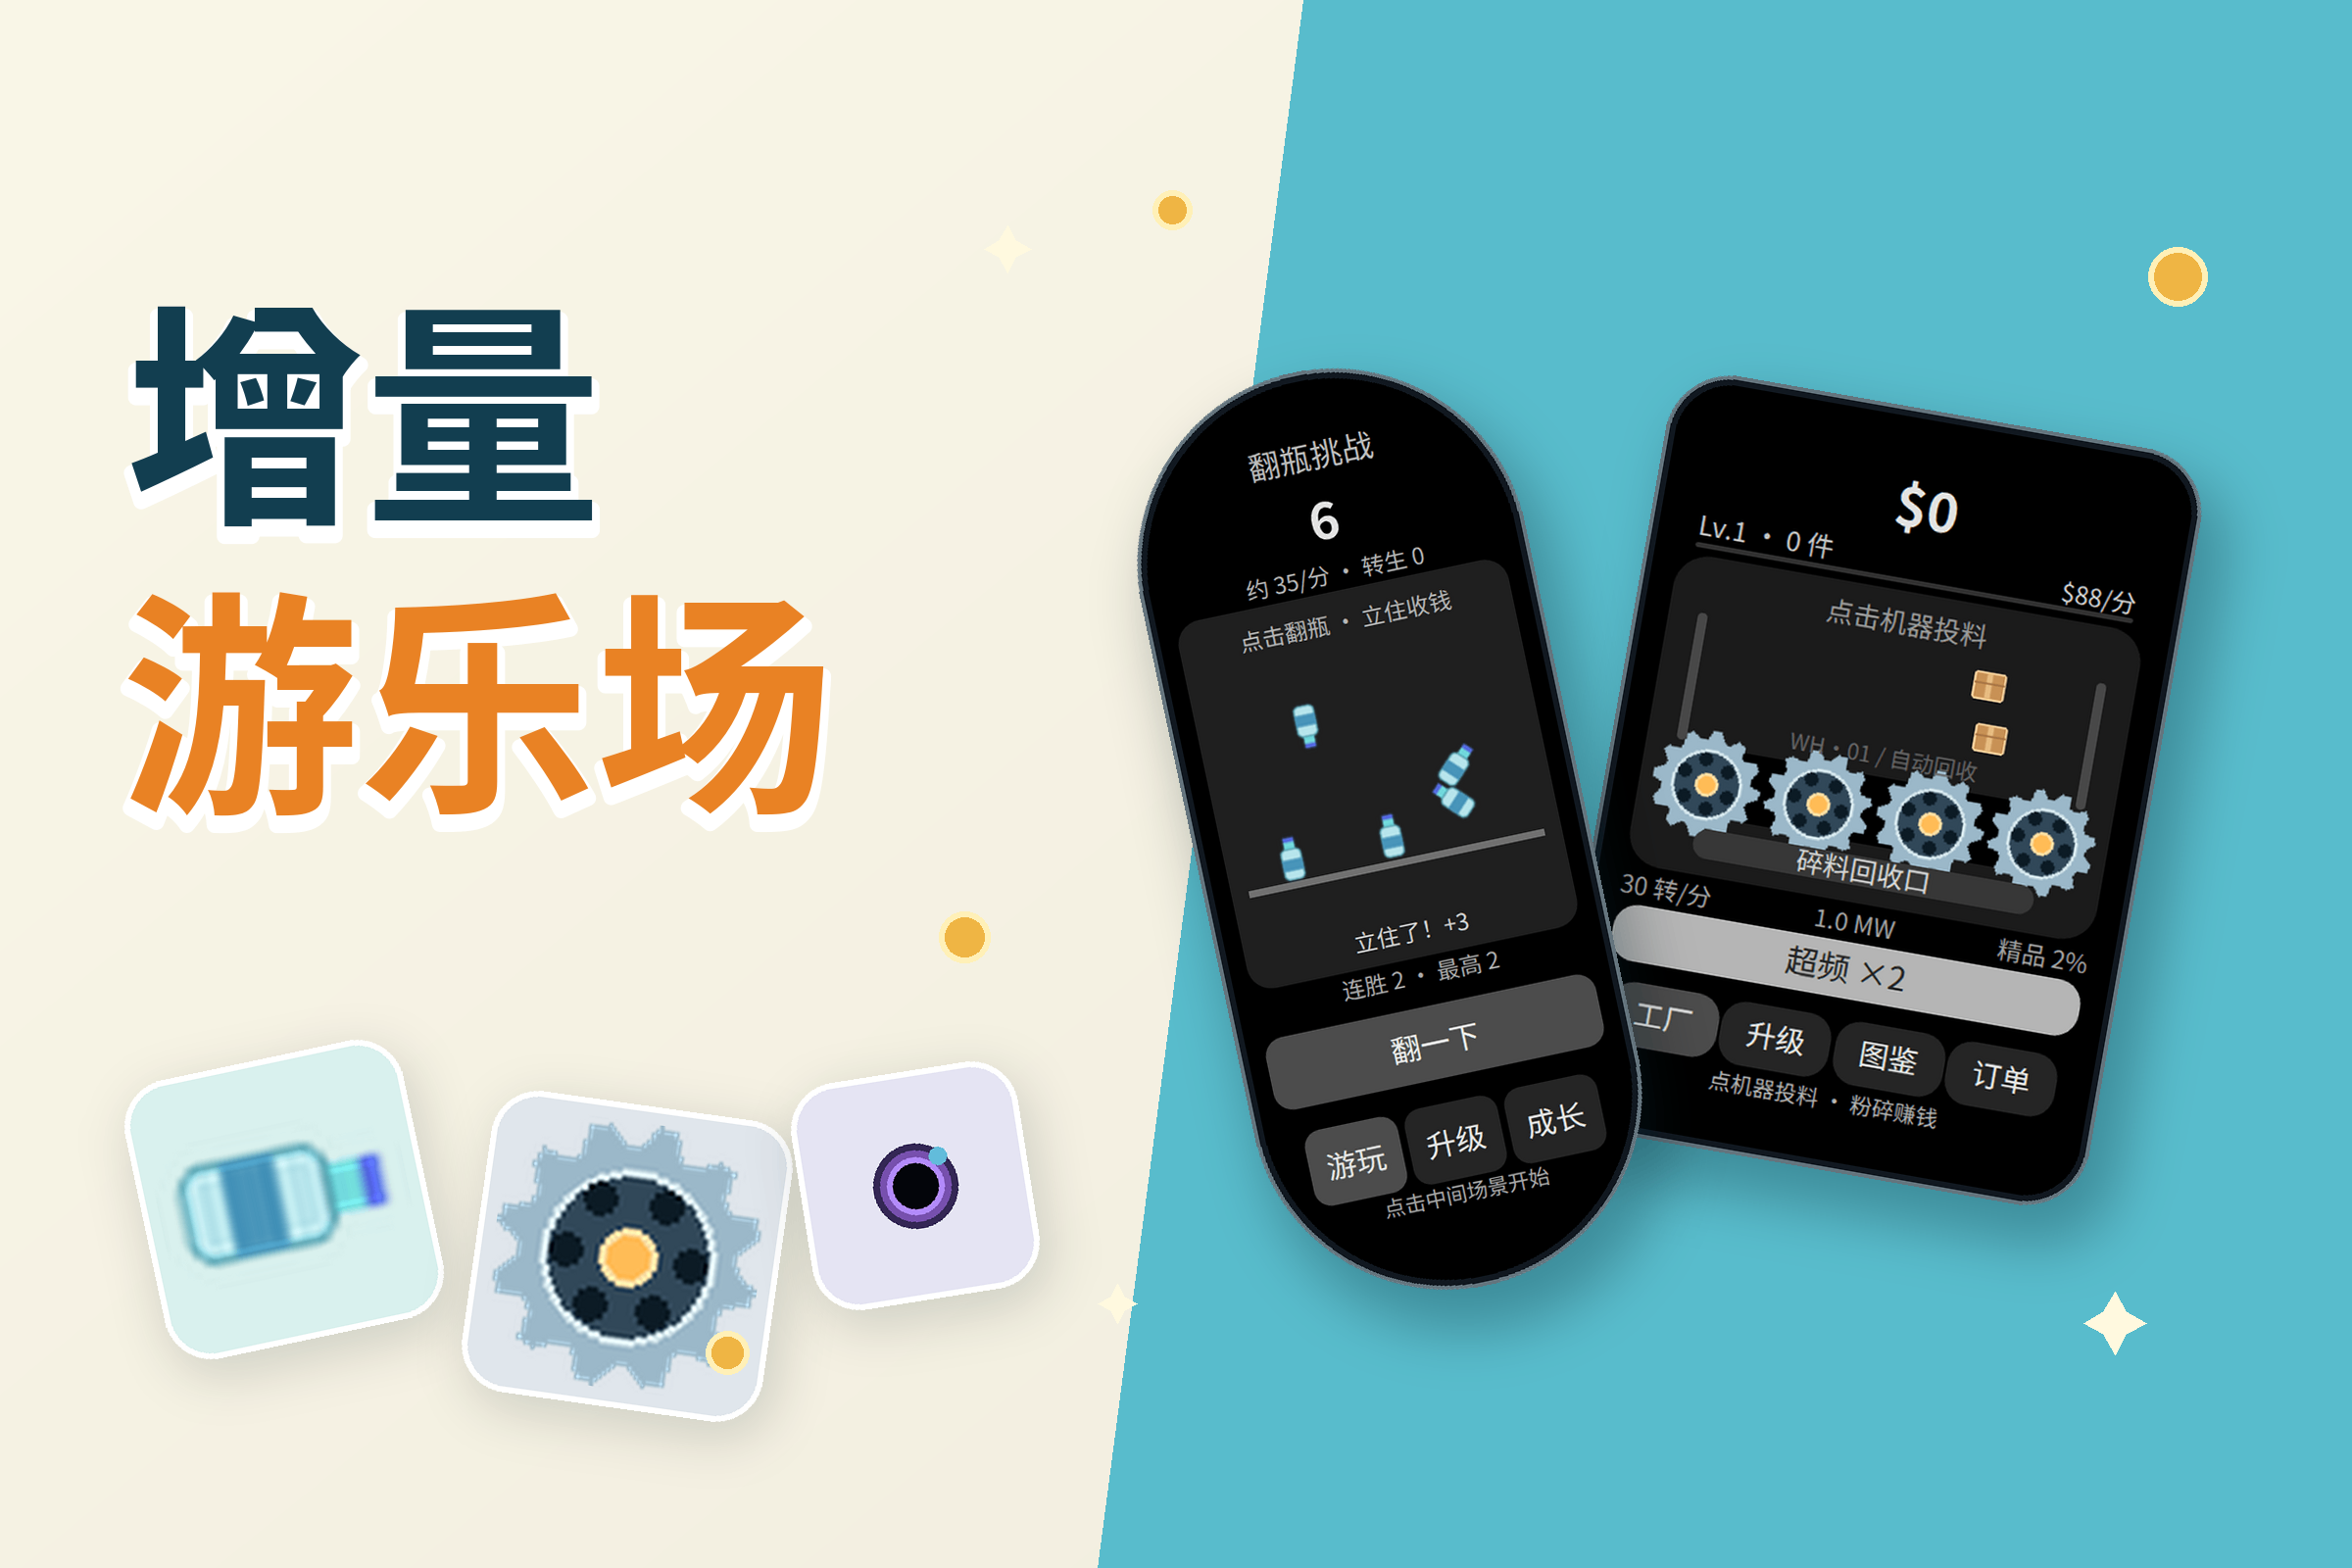 增量
游乐场
翻瓶挑战
6
约 35/分 · 转生 0
点击翻瓶 · 立住收钱
立住了！+3
连胜 2 · 最高 2
翻一下
游玩
升级
成长
点击中间场景开始
$0
Lv.1 · 0 件
$88/分
点击机器投料
WH·01 / 自动回收
碎料回收口
30 转/分
1.0 MW
精品 2%
超频 ×2
工厂
升级
图鉴
订单
点机器投料 · 粉碎赚钱